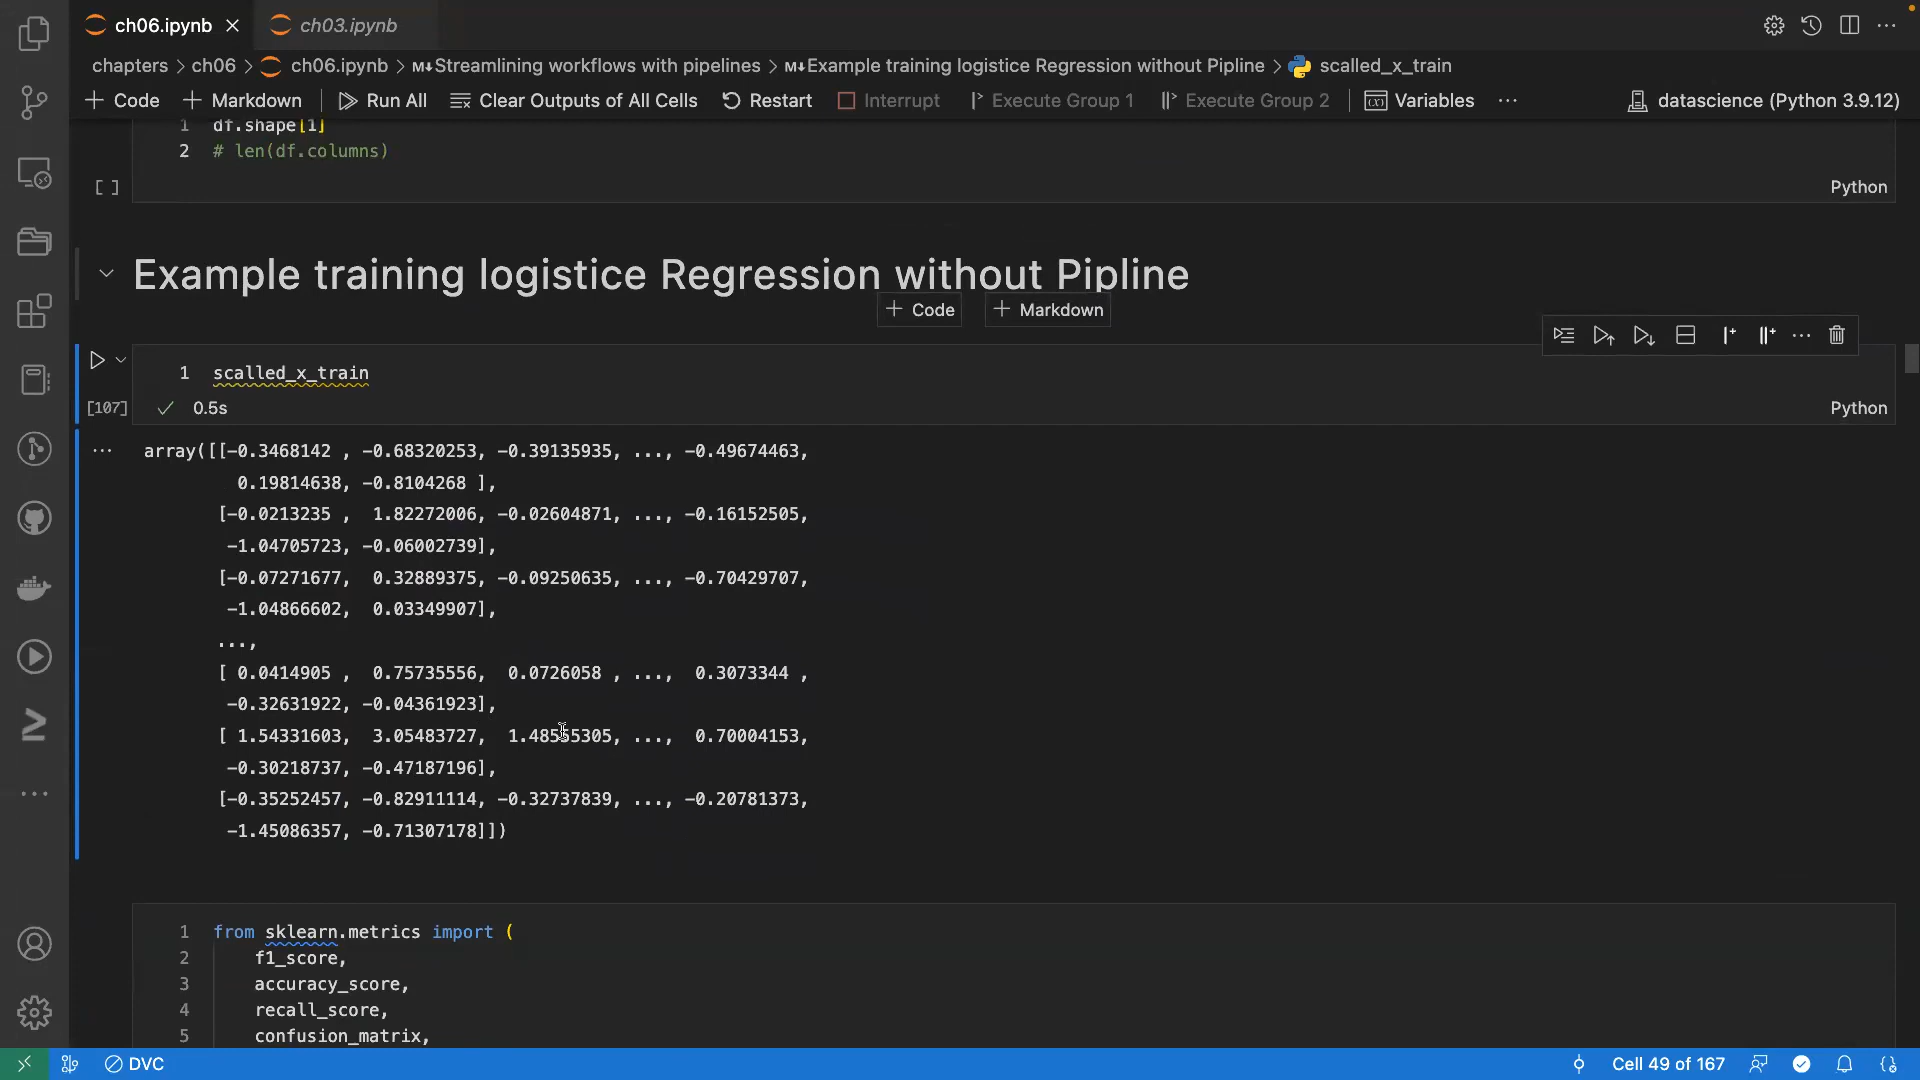 ch06.ipynb
ch03.ipynb
chapters > ch06 > ch06.ipynb > M↓Streamlining workflows with pipelines > M↓Example training logistice Regression without Pipline > scalled_x_train
+ Code + Markdown | Run All Clear Outputs of All Cells Restart Interrupt Execute Group 1 Execute Group 2 | Variables ... datascience (Python 3.9.12)
1 df.shape[1]
2 # len(df.columns)
[ ] Python
Example training logistice Regression without Pipline
+ Code + Markdown
1 scalled_x_train
[107] ✓ 0.5s Python
... array([[-0.3468142 , -0.68320253, -0.39135935, ..., -0.49674463,
0.19814638, -0.8104268 ],
[-0.0213235 , 1.82272006, -0.02604871, ..., -0.16152505,
-1.04705723, -0.06002739],
[-0.07271677, 0.32889375, -0.09250635, ..., -0.70429707,
-1.04866602, 0.03349907],
...,
[ 0.0414905 , 0.75735556, 0.0726058 , ..., 0.3073344 ,
-0.32631922, -0.04361923],
[ 1.54331603, 3.05483727, 1.48555305, ..., 0.70004153,
-0.30218737, -0.47187196],
[-0.35252457, -0.82911114, -0.32737839, ..., -0.20781373,
-1.45086357, -0.71307178]])
1 from sklearn.metrics import (
2 f1_score,
3 accuracy_score,
4 recall_score,
5 confusion_matrix,
DVC
Cell 49 of 167